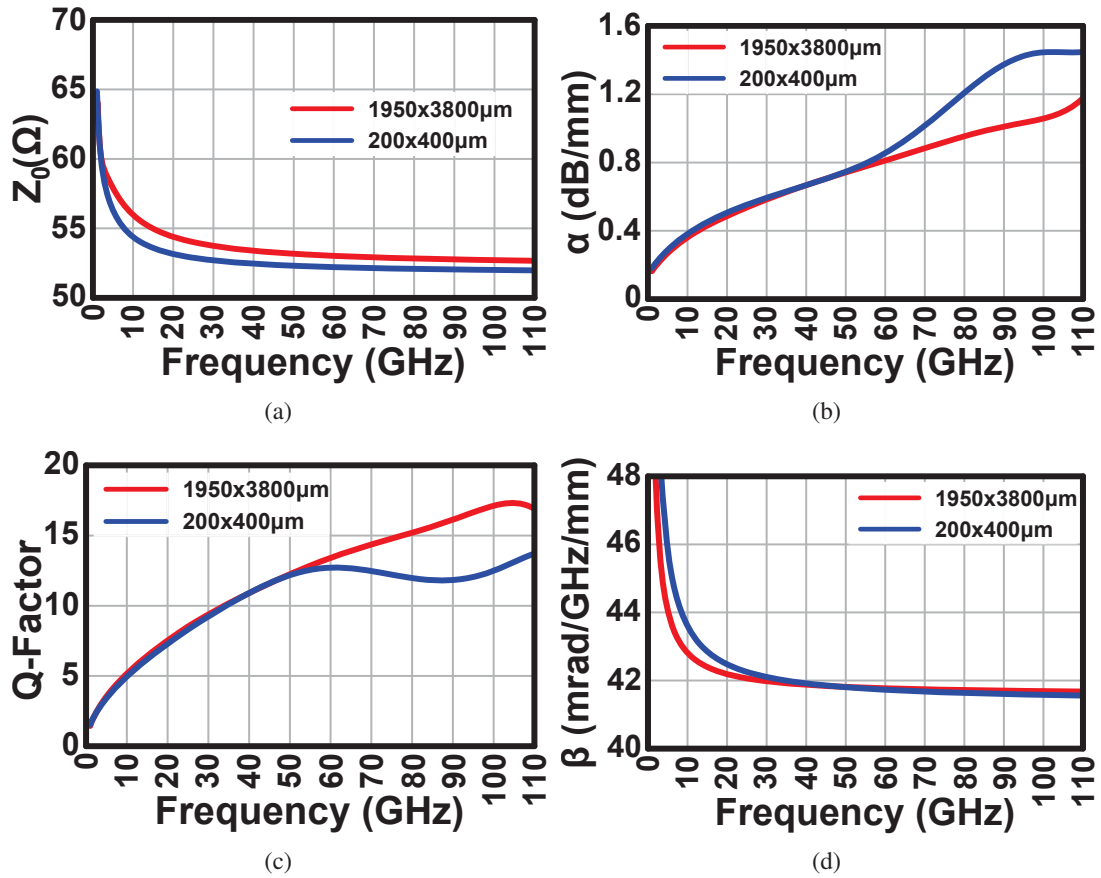 70
65
60
55
50
Z₀(Ω)
1950x3800μm
200x400μm
0 10 20 30 40 50 60 70 80 90 100 110
Frequency (GHz)
(a)
1.6
1.2
0.8
0.4
0
α (dB/mm)
1950x3800μm
200x400μm
0 10 20 30 40 50 60 70 80 90 100 110
Frequency (GHz)
(b)
20
15
10
5
0
Q-Factor
1950x3800μm
200x400μm
0 10 20 30 40 50 60 70 80 90 100 110
Frequency (GHz)
(c)
48
46
44
42
40
β (mrad/GHz/mm)
1950x3800μm
200x400μm
0 10 20 30 40 50 60 70 80 90 100 110
Frequency (GHz)
(d)